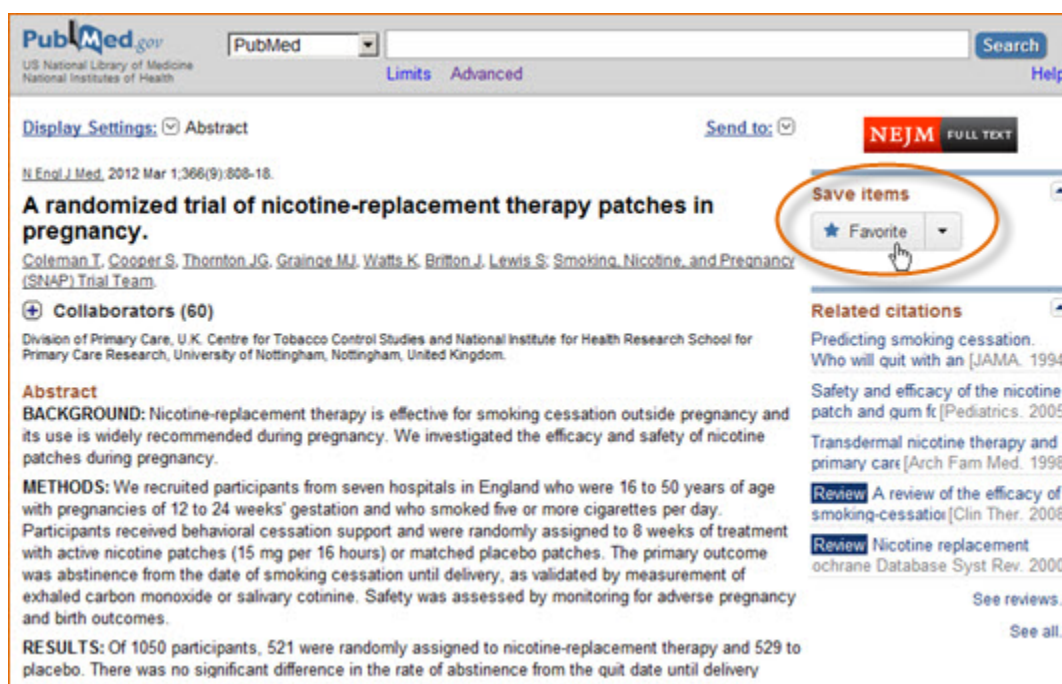 PubMed.gov
US National Library of Medicine
National Institutes of Health
PubMed
Search
Limits Advanced
Help
Display Settings: Abstract
Send to:
N Engl J Med. 2012 Mar 1;366(9):808-18.
A randomized trial of nicotine-replacement therapy patches in
pregnancy.
Coleman T, Cooper S, Thornton JG, Grainge MJ, Watts K, Britton J, Lewis S; Smoking, Nicotine, and Pregnancy
(SNAP) Trial Team.
Collaborators (60)
Division of Primary Care, U.K. Centre for Tobacco Control Studies and National Institute for Health Research School for
Primary Care Research, University of Nottingham, Nottingham, United Kingdom.
Abstract
BACKGROUND: Nicotine-replacement therapy is effective for smoking cessation outside pregnancy and
its use is widely recommended during pregnancy. We investigated the efficacy and safety of nicotine
patches during pregnancy.
METHODS: We recruited participants from seven hospitals in England who were 16 to 50 years of age
with pregnancies of 12 to 24 weeks' gestation and who smoked five or more cigarettes per day.
Participants received behavioral cessation support and were randomly assigned to 8 weeks of treatment
with active nicotine patches (15 mg per 16 hours) or matched placebo patches. The primary outcome
was abstinence from the date of smoking cessation until delivery, as validated by measurement of
exhaled carbon monoxide or salivary cotinine. Safety was assessed by monitoring for adverse pregnancy
and birth outcomes.
RESULTS: Of 1050 participants, 521 were randomly assigned to nicotine-replacement therapy and 529 to
placebo. There was no significant difference in the rate of abstinence from the quit date until delivery
NEJM FULL TEXT
Save items
Favorite
Related citations
Predicting smoking cessation.
Who will quit with an [JAMA. 1994
Safety and efficacy of the nicotine
patch and gum fo [Pediatrics. 2005
Transdermal nicotine therapy and
primary care [Arch Fam Med. 1998
Review A review of the efficacy of
smoking-cessation [Clin Ther. 2008
Review Nicotine replacement
ochrane Database Syst Rev. 2000
See reviews.
See all.